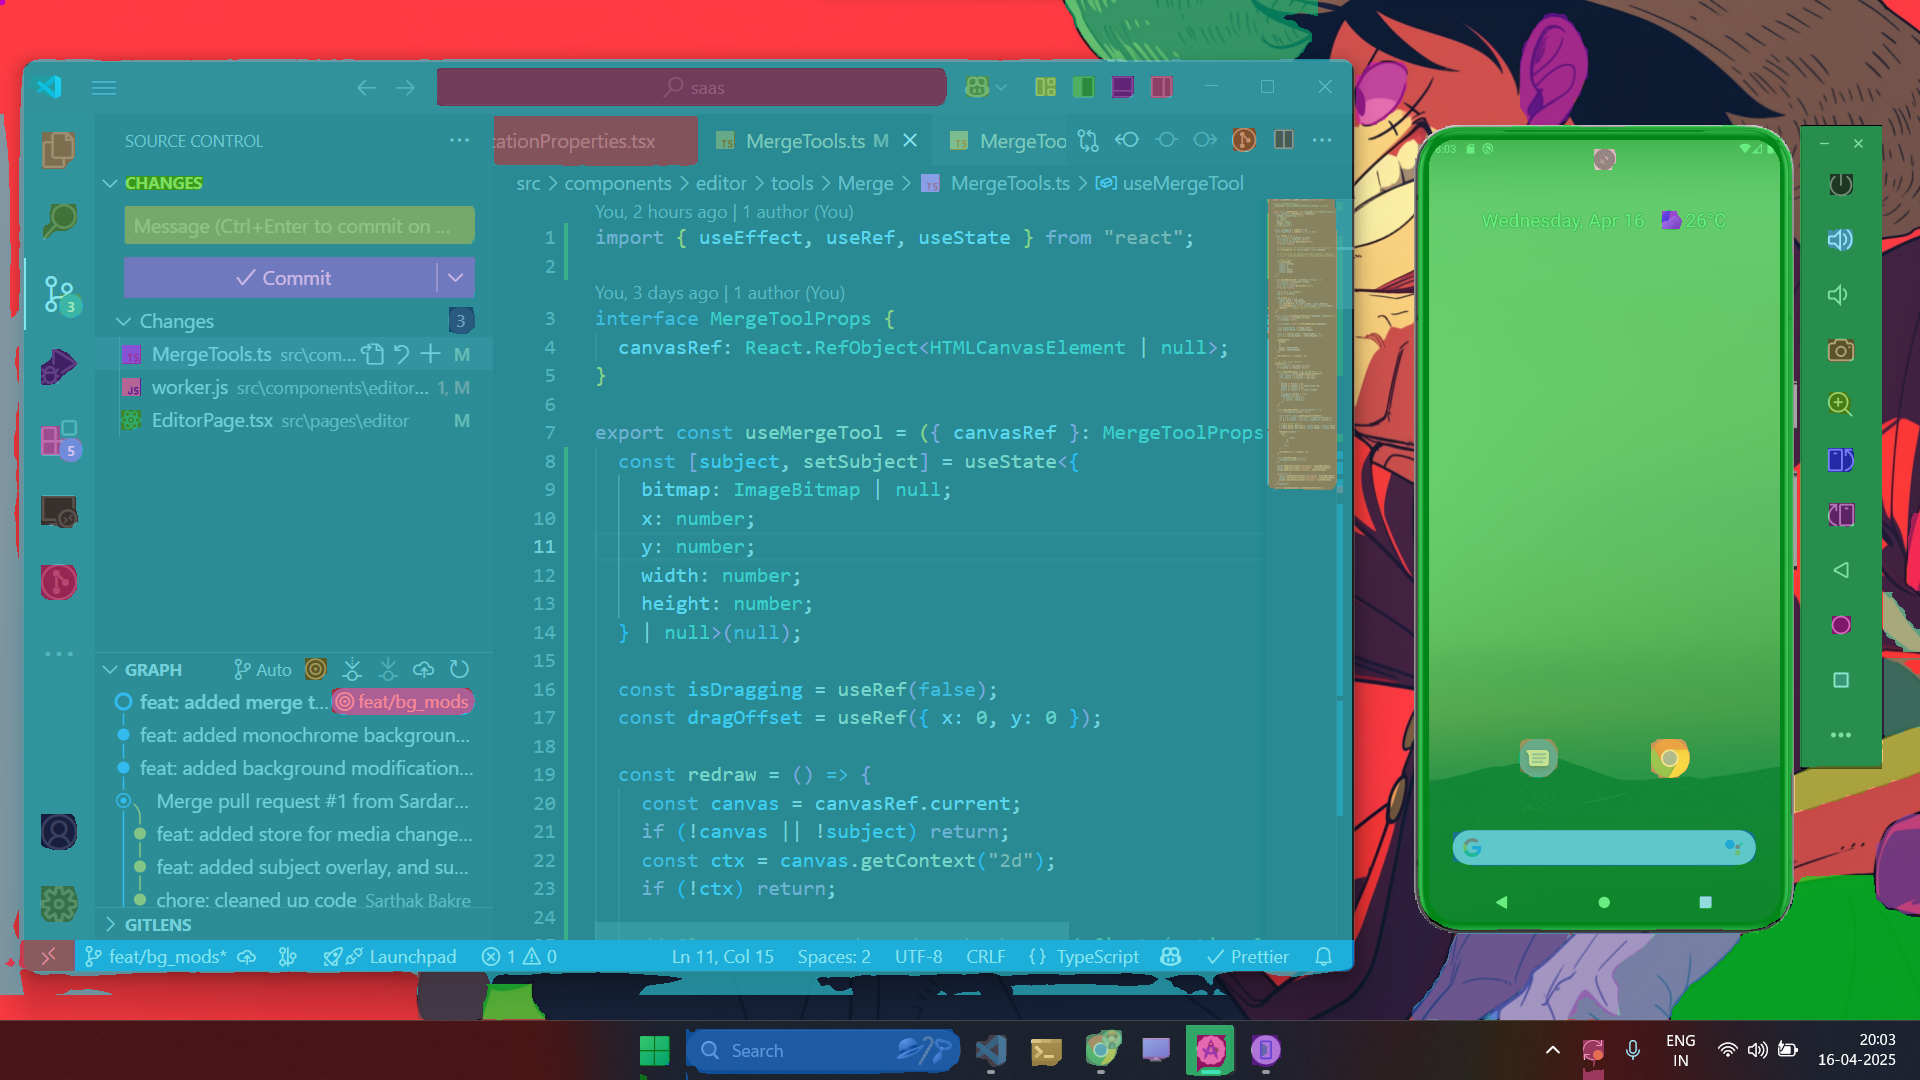 saas
SOURCE CONTROL
CHANGES
Message (Ctrl+Enter to commit on ...
Commit
Changes 3
MergeTools.ts src\com... M
worker.js src\components\editor... 1, M
EditorPage.tsx src\pages\editor M
3
5
GRAPH Auto
feat: added merge t... feat/bg_mods
feat: added monochrome backgroun...
feat: added background modification...
Merge pull request #1 from Sardar...
feat: added store for media change...
feat: added subject overlay, and su...
chore: cleaned up code Sarthak Bakre
GITLENS
cationProperties.tsx
TS MergeTools.ts M
TS MergeToo
src > components > editor > tools > Merge > TS MergeTools.ts > useMergeTool
You, 2 hours ago | 1 author (You)
1 import { useEffect, useRef, useState } from "react";
2
You, 3 days ago | 1 author (You)
3 interface MergeToolProps {
4 canvasRef: React.RefObject<HTMLCanvasElement | null>;
5 }
6
7 export const useMergeTool = ({ canvasRef }: MergeToolProps
8 const [subject, setSubject] = useState<{
9 bitmap: ImageBitmap | null;
10 x: number;
11 y: number;
12 width: number;
13 height: number;
14 } | null>(null);
15
16 const isDragging = useRef(false);
17 const dragOffset = useRef({ x: 0, y: 0 });
18
19 const redraw = () => {
20 const canvas = canvasRef.current;
21 if (!canvas || !subject) return;
22 const ctx = canvas.getContext("2d");
23 if (!ctx) return;
24
feat/bg_mods* Launchpad 1 0 Ln 11, Col 15 Spaces: 2 UTF-8 CRLF {} TypeScript Prettier
8:03
Wednesday, Apr 16 26°C
Search
ENG
IN
20:03
16-04-2025